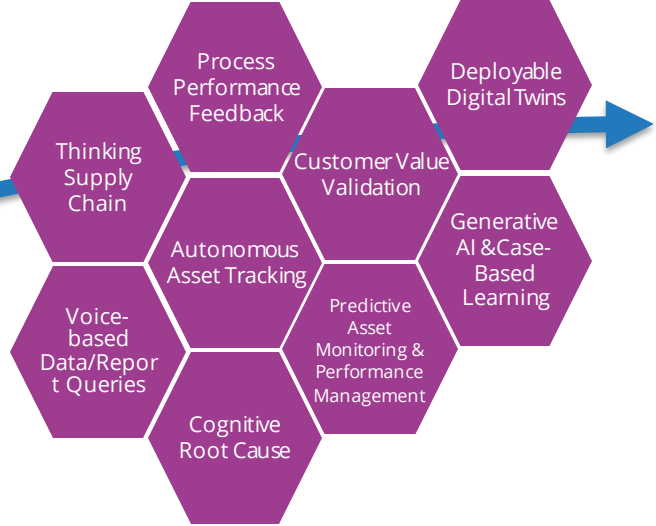 Process
Performance
Feedback
Deployable
Digital Twins
Thinking
Supply
Chain
Customer Value
Validation
Autonomous
Asset Tracking
Generative
AI &Case-
Based
Learning
Voice-
based
Data/Repor
t Queries
Predictive
Asset
Monitoring &
Performance
Management
Cognitive
Root Cause